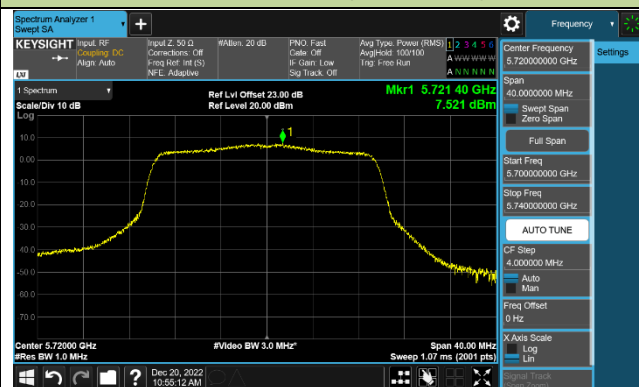 Spectrum Analyzer 1
Swept SA
+
Frequency
KEYSIGHT
Input: RF
Coupling: DC
Align: Auto
Input Z: 50 Ω
Corrections: Off
Freq Ref: Int (S)
NFE: Adaptive
#Atten: 20 dB
PNO: Fast
Gate: Off
IF Gain: Low
Sig Track: Off
Avg Type: Power (RMS)
Avg|Hold: 100/100
Trig: Free Run
1 2 3 4 5 6
A W W W W W
A N N N N N
LXI
1 Spectrum
Scale/Div 10 dB
Ref Lvl Offset 23.00 dB
Ref Level 20.00 dBm
Mkr1 5.721 40 GHz
7.521 dBm
Log
1
10.0
0.00
-10.0
-20.0
-30.0
-40.0
-50.0
-60.0
-70.0
Center 5.72000 GHz
#Res BW 1.0 MHz
#Video BW 3.0 MHz*
Span 40.00 MHz
Sweep 1.07 ms (2001 pts)
Dec 20, 2022
10:55:12 AM
?
Center Frequency
5.720000000 GHz
Settings
Span
40.0000000 MHz
Swept Span
Zero Span
Full Span
Start Freq
5.700000000 GHz
Stop Freq
5.740000000 GHz
AUTO TUNE
CF Step
4.000000 MHz
Auto
Man
Freq Offset
0 Hz
X Axis Scale
Log
Lin
Signal Track
(Span Zoom)